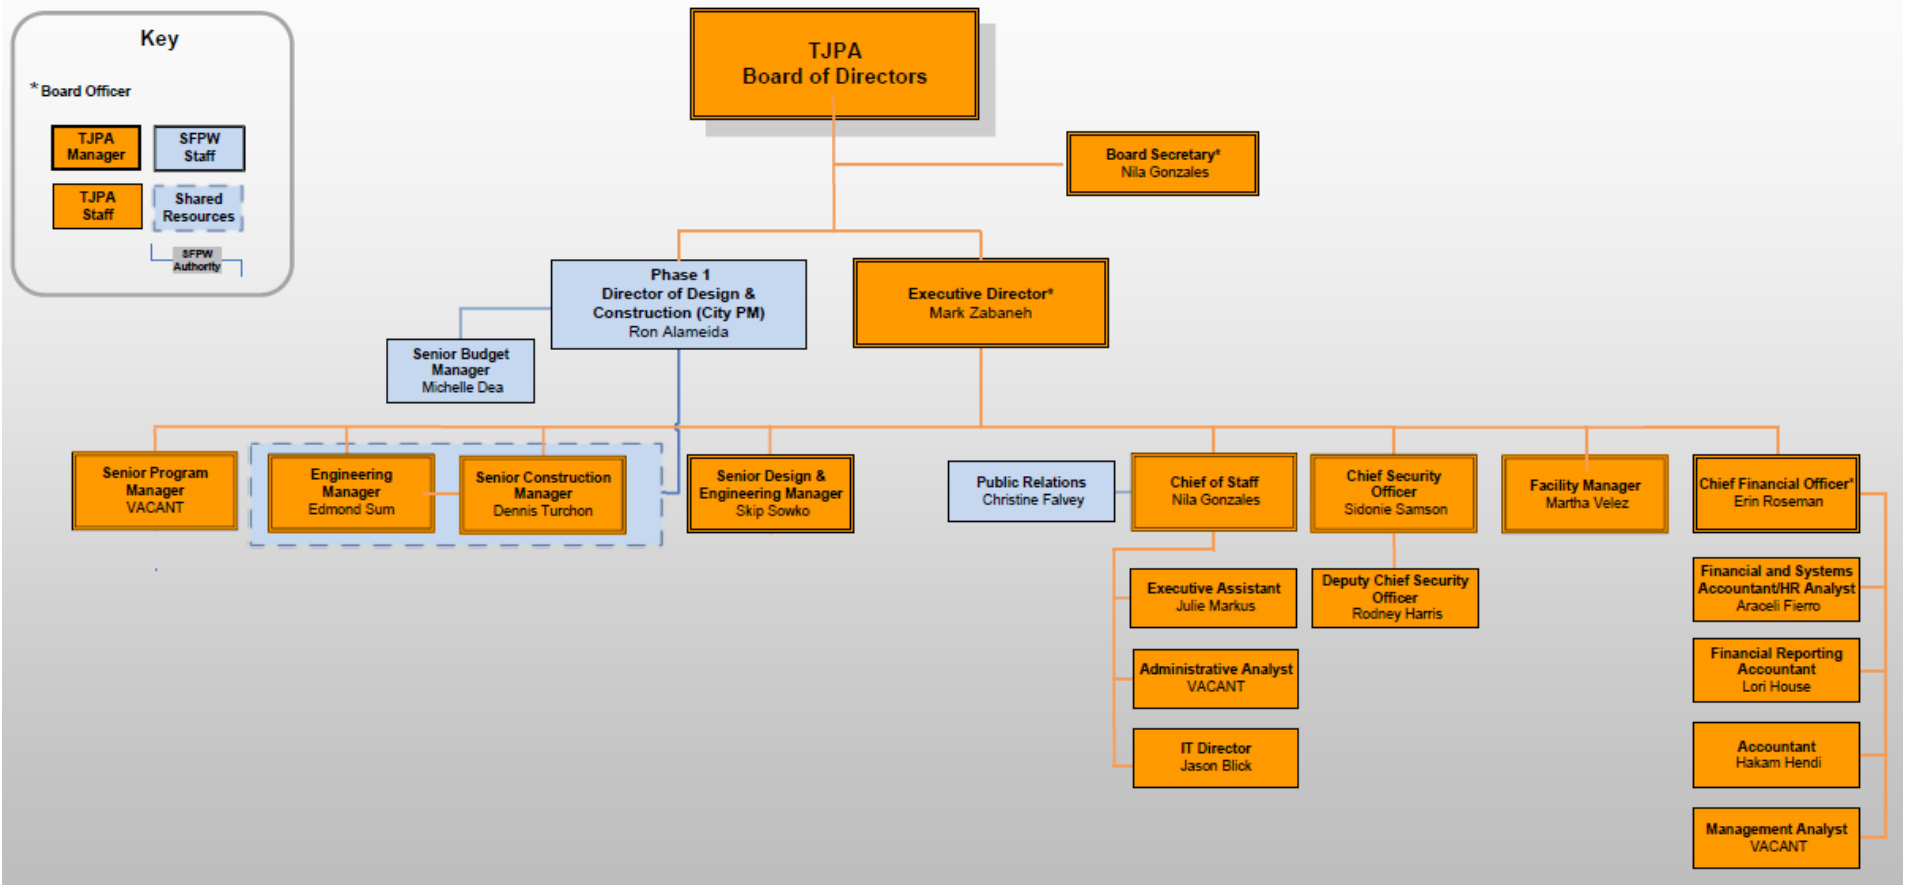 Key
*Board Officer
TJPA
Manager
SFPW
Staff
TJPA
Staff
Shared
Resources
SFPW
Authority
TJPA
Board of Directors
Board Secretary*
Nila Gonzales
Phase 1
Director of Design &
Construction (City PM)
Ron Alameida
Executive Director*
Mark Zabaneh
Senior Budget
Manager
Michelle Dea
Senior Program
Manager
VACANT
Engineering
Manager
Edmond Sum
Senior Construction
Manager
Dennis Turchon
Senior Design &
Engineering Manager
Skip Sowko
Public Relations
Christine Falvey
Chief of Staff
Nila Gonzales
Chief Security
Officer
Sidonie Samson
Facility Manager
Martha Velez
Chief Financial Officer*
Erin Roseman
Executive Assistant
Julie Markus
Administrative Analyst
VACANT
IT Director
Jason Blick
Deputy Chief Security
Officer
Rodney Harris
Financial and Systems
Accountant/HR Analyst
Araceli Fierro
Financial Reporting
Accountant
Lori House
Accountant
Hakam Hendi
Management Analyst
VACANT